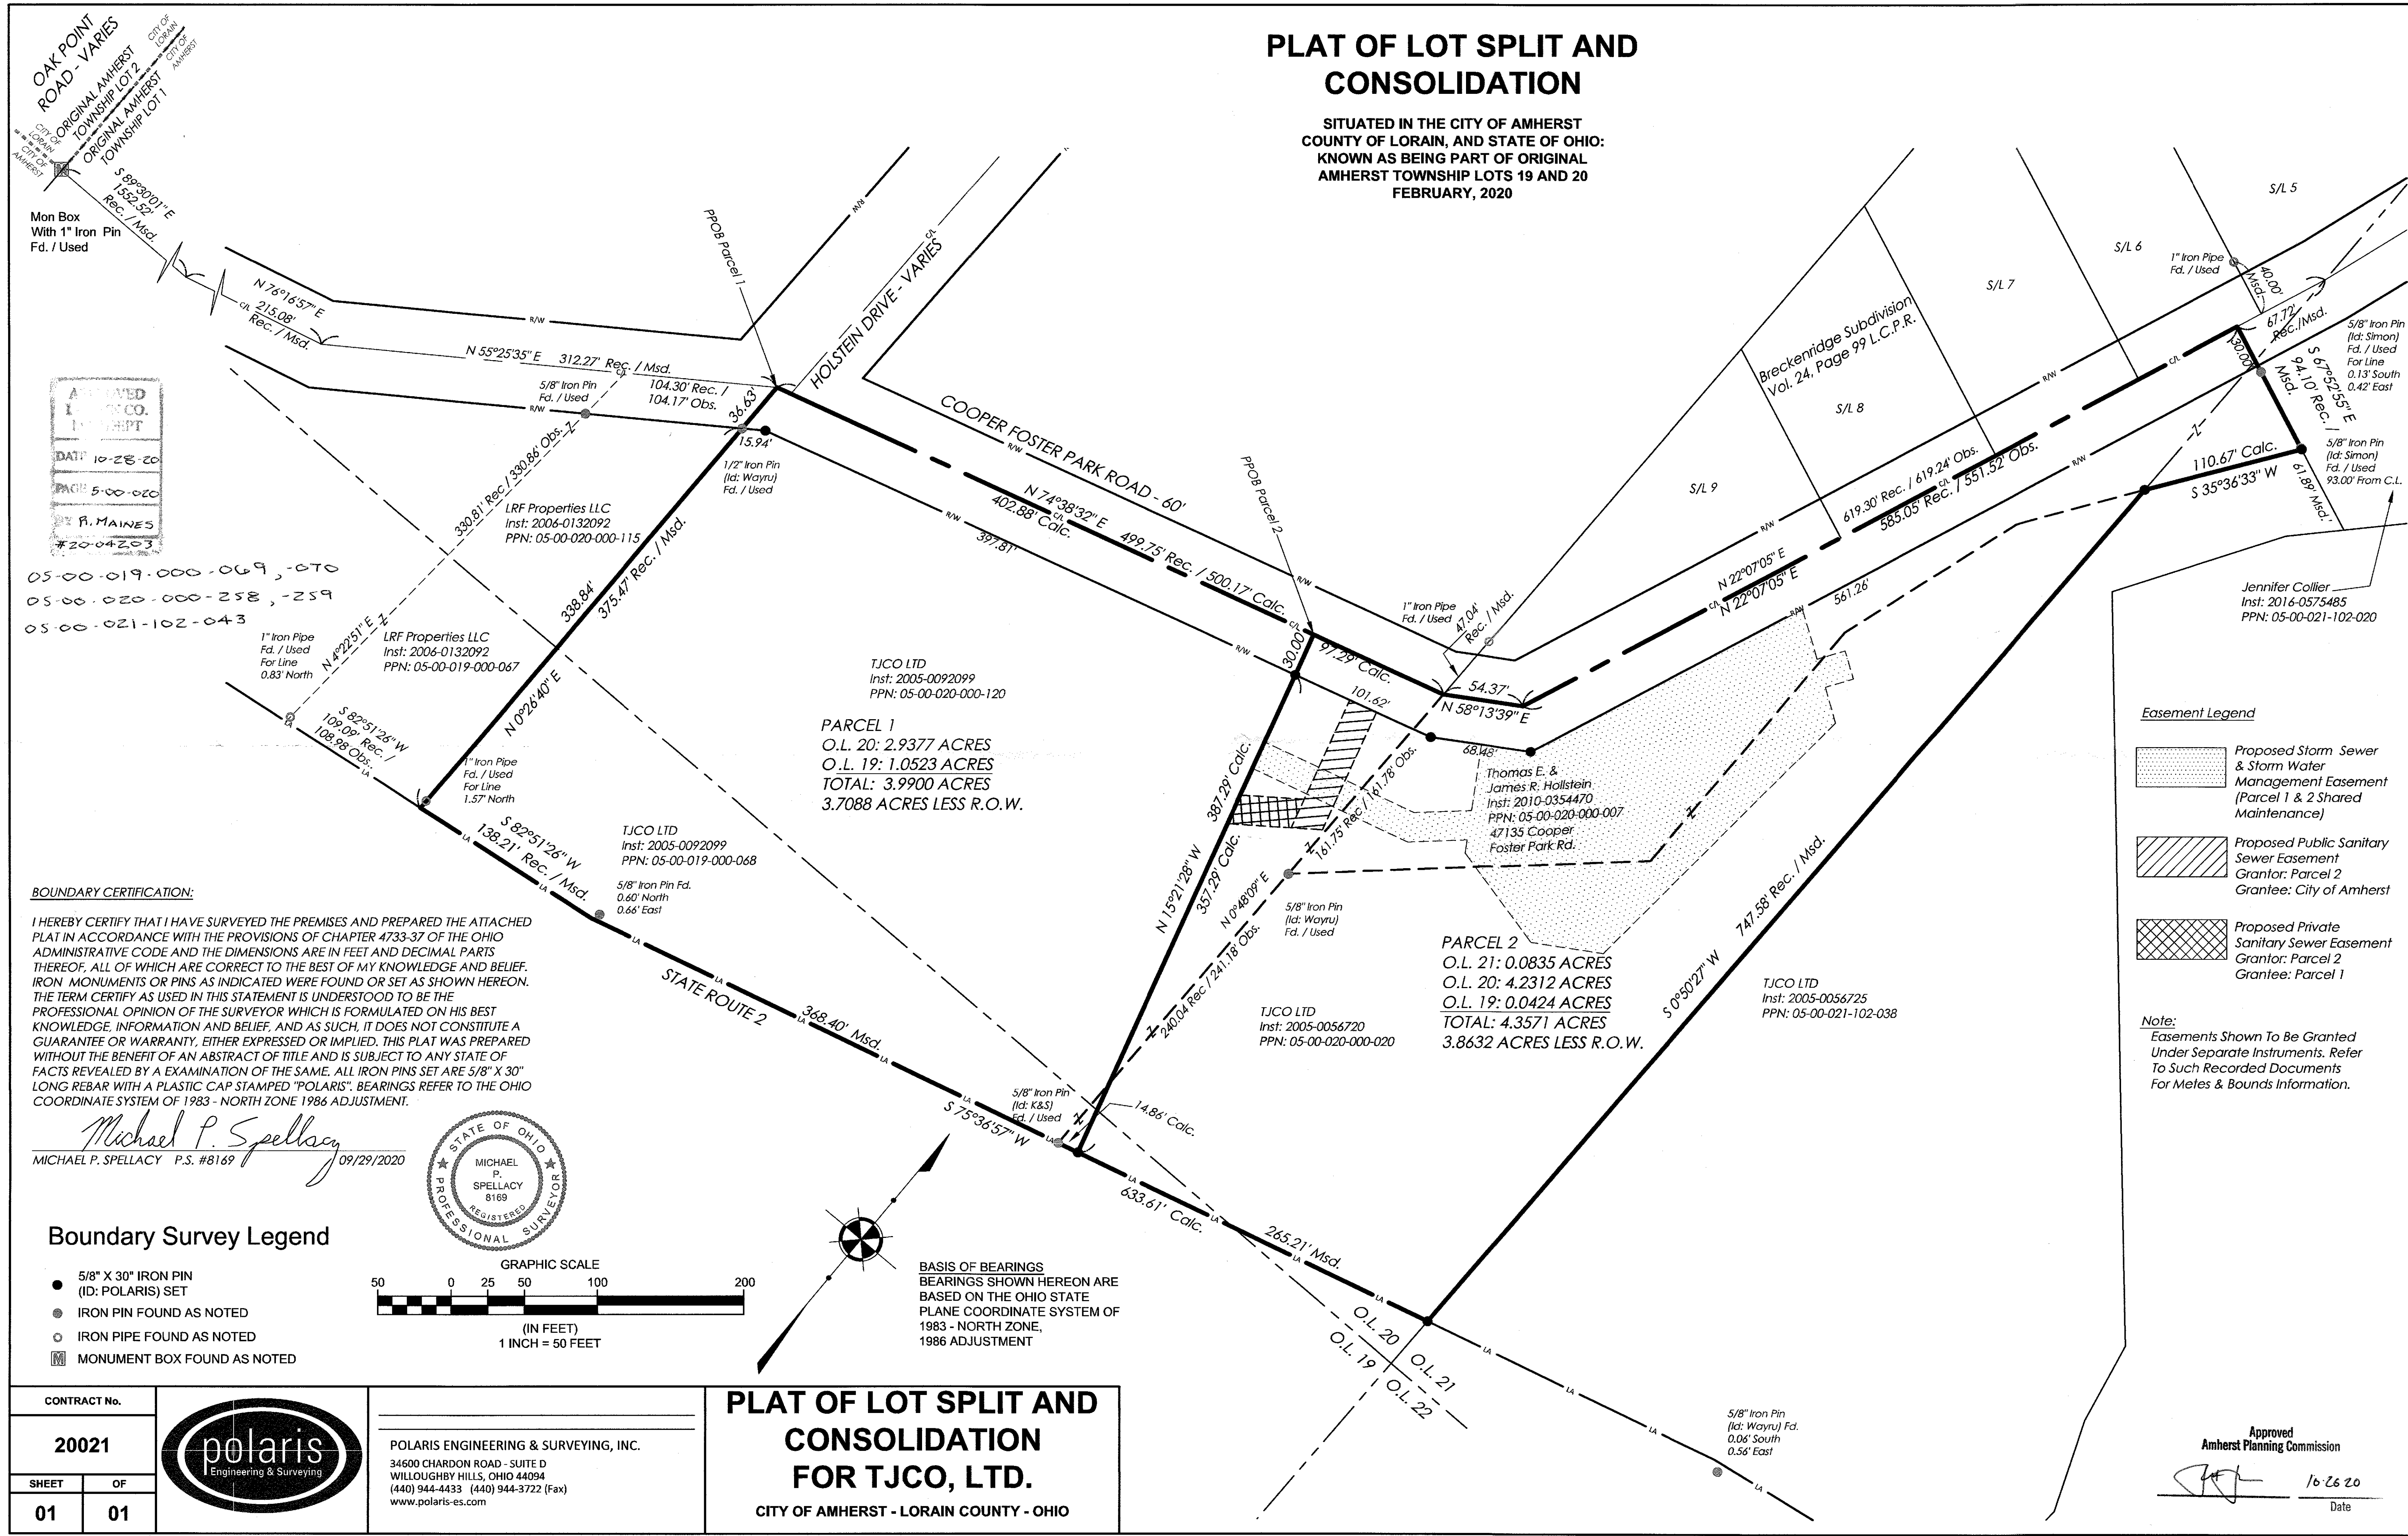 PLAT OF LOT SPLIT AND
CONSOLIDATION
SITUATED IN THE CITY OF AMHERST
COUNTY OF LORAIN, AND STATE OF OHIO:
KNOWN AS BEING PART OF ORIGINAL
AMHERST TOWNSHIP LOTS 19 AND 20
FEBRUARY, 2020
OAK POINT
ROAD - VARIES
CITY OF
LORAIN
CITY OF
AMHERST
ORIGINAL AMHERST
TOWNSHIP LOT 2
ORIGINAL AMHERST
TOWNSHIP LOT 1
CITY OF
LORAIN
CITY OF
AMHERST
M
Mon Box
With 1" Iron Pin
Fd. / Used
S 89°30'01" E
1552.52'
Rec. / Msd.
N 76°16'57" E
C/L 215.08'
Rec. / Msd.
R/W
N 55°25'35" E 312.27' Rec. / Msd.
C/L
104.30' Rec. /
104.17' Obs.
5/8" Iron Pin
Fd. / Used
R/W
PPOB Parcel 1
HOLSTEIN DRIVE - VARIES
C/L
R/W
36.63'
15.94'
1/2" Iron Pin
(Id: Wayru)
Fd. / Used
COOPER FOSTER PARK ROAD - 60'
R/W
N 74°38'32" E
C/L
402.88' Calc.
499.75' Rec. / 500.17' Calc.
R/W
397.81'
PPOB Parcel 2
R/W
C/L
R/W
30.00'
97.29' Calc.
101.62'
1" Iron Pipe
Fd. / Used
47.04'
Rec. / Msd.
54.37'
N 58°13'39" E
68.48'
Breckenridge Subdivision
Vol. 24, Page 99 L.C.P.R.
S/L 5
S/L 6
S/L 7
S/L 8
S/L 9
1" Iron Pipe
Fd. / Used
40.00'
Msd.
67.72'
Rec./Msd.
30.00'
5/8" Iron Pin
(Id: Simon)
Fd. / Used
For Line
0.13' South
0.42' East
S 67°52'55" E
94.10' Rec. /
Msd.
5/8" Iron Pin
(Id: Simon)
Fd. / Used
93.00' From C.L.
110.67' Calc.
S 35°36'33" W
61.89' Msd.'
619.30' Rec. / 619.24' Obs.
C/L
585.05' Rec. / 551.52' Obs.
N 22°07'05" E
C/L
N 22°07'05" E
R/W
561.26'
R/W
Jennifer Collier
Inst: 2016-0575485
PPN: 05-00-021-102-020
DATE 10-28-20
PAGE 5-00-020
BY R. MAINES
#20-04203
05-00-019-000-069, -070
05-00-020-000-258, -259
05-00-021-102-043
330.81' Rec / 330.86' Obs.
N 4°22'51" E
LRF Properties LLC
Inst: 2006-0132092
PPN: 05-00-020-000-115
338.84'
375.47' Rec. / Msd.
N 0°26'40" E
1" Iron Pipe
Fd. / Used
For Line
0.83' North
LRF Properties LLC
Inst: 2006-0132092
PPN: 05-00-019-000-067
LA
S 82°51'26" W
109.09' Rec. /
108.98 Obs.
LA
1" Iron Pipe
Fd. / Used
For Line
1.57' North
TJCO LTD
Inst: 2005-0092099
PPN: 05-00-020-000-120
PARCEL 1
O.L. 20: 2.9377 ACRES
O.L. 19: 1.0523 ACRES
TOTAL: 3.9900 ACRES
3.7088 ACRES LESS R.O.W.
S 82°51'26" W
138.21' Rec. / Msd.
LA
TJCO LTD
Inst: 2005-0092099
PPN: 05-00-019-000-068
5/8" Iron Pin Fd.
0.60' North
0.66' East
387.29' Calc.
N 15°21'28" W
357.29' Calc.
161.75' Rec / 161.78' Obs.
Thomas E. &
James R. Hollstein
Inst: 2010-0354470
PPN: 05-00-020-000-007
47135 Cooper
Foster Park Rd.
N 0°48'09" E
240.04 Rec / 241.18' Obs.
5/8" Iron Pin
(Id: Wayru)
Fd. / Used
PARCEL 2
O.L. 21: 0.0835 ACRES
O.L. 20: 4.2312 ACRES
O.L. 19: 0.0424 ACRES
TOTAL: 4.3571 ACRES
3.8632 ACRES LESS R.O.W.
747.58' Rec. / Msd.
S 0°50'27" W
TJCO LTD
Inst: 2005-0056720
PPN: 05-00-020-000-020
TJCO LTD
Inst: 2005-0056725
PPN: 05-00-021-102-038
STATE ROUTE 2
LA
368.40' Msd.
LA
5/8" Iron Pin
(Id: K&S)
Fd. / Used
S 75°36'57" W
14.86' Calc.
LA
633.61' Calc.
LA
265.21' Msd.
LA
O.L. 20
O.L. 19
O.L. 21
O.L. 22
LA
LA
5/8" Iron Pin
(Id: Wayru) Fd.
0.06' South
0.56' East
LA
Easement Legend
Proposed Storm Sewer
& Storm Water
Management Easement
(Parcel 1 & 2 Shared
Maintenance)
Proposed Public Sanitary
Sewer Easement
Grantor: Parcel 2
Grantee: City of Amherst
Proposed Private
Sanitary Sewer Easement
Grantor: Parcel 2
Grantee: Parcel 1
Note:
Easements Shown To Be Granted
Under Separate Instruments. Refer
To Such Recorded Documents
For Metes & Bounds Information.
BOUNDARY CERTIFICATION:
I HEREBY CERTIFY THAT I HAVE SURVEYED THE PREMISES AND PREPARED THE ATTACHED
PLAT IN ACCORDANCE WITH THE PROVISIONS OF CHAPTER 4733-37 OF THE OHIO
ADMINISTRATIVE CODE AND THE DIMENSIONS ARE IN FEET AND DECIMAL PARTS
THEREOF, ALL OF WHICH ARE CORRECT TO THE BEST OF MY KNOWLEDGE AND BELIEF.
IRON MONUMENTS OR PINS AS INDICATED WERE FOUND OR SET AS SHOWN HEREON.
THE TERM CERTIFY AS USED IN THIS STATEMENT IS UNDERSTOOD TO BE THE
PROFESSIONAL OPINION OF THE SURVEYOR WHICH IS FORMULATED ON HIS BEST
KNOWLEDGE, INFORMATION AND BELIEF, AND AS SUCH, IT DOES NOT CONSTITUTE A
GUARANTEE OR WARRANTY, EITHER EXPRESSED OR IMPLIED. THIS PLAT WAS PREPARED
WITHOUT THE BENEFIT OF AN ABSTRACT OF TITLE AND IS SUBJECT TO ANY STATE OF
FACTS REVEALED BY A EXAMINATION OF THE SAME. ALL IRON PINS SET ARE 5/8" X 30"
LONG REBAR WITH A PLASTIC CAP STAMPED "POLARIS". BEARINGS REFER TO THE OHIO
COORDINATE SYSTEM OF 1983 - NORTH ZONE 1986 ADJUSTMENT.
Michael P. Spellacy
MICHAEL P. SPELLACY P.S. #8169 09/29/2020
STATE OF OHIO
MICHAEL
P.
SPELLACY
8169
REGISTERED
PROFESSIONAL SURVEYOR
Boundary Survey Legend
5/8" X 30" IRON PIN
(ID: POLARIS) SET
IRON PIN FOUND AS NOTED
IRON PIPE FOUND AS NOTED
M MONUMENT BOX FOUND AS NOTED
GRAPHIC SCALE
50 0 25 50 100 200
(IN FEET)
1 INCH = 50 FEET
BASIS OF BEARINGS
BEARINGS SHOWN HEREON ARE
BASED ON THE OHIO STATE
PLANE COORDINATE SYSTEM OF
1983 - NORTH ZONE,
1986 ADJUSTMENT
CONTRACT No.
20021
SHEET OF
01 01
polaris
Engineering & Surveying
POLARIS ENGINEERING & SURVEYING, INC.
34600 CHARDON ROAD - SUITE D
WILLOUGHBY HILLS, OHIO 44094
(440) 944-4433 (440) 944-3722 (Fax)
www.polaris-es.com
PLAT OF LOT SPLIT AND
CONSOLIDATION
FOR TJCO, LTD.
CITY OF AMHERST - LORAIN COUNTY - OHIO
Approved
Amherst Planning Commission
10-26 20
Date